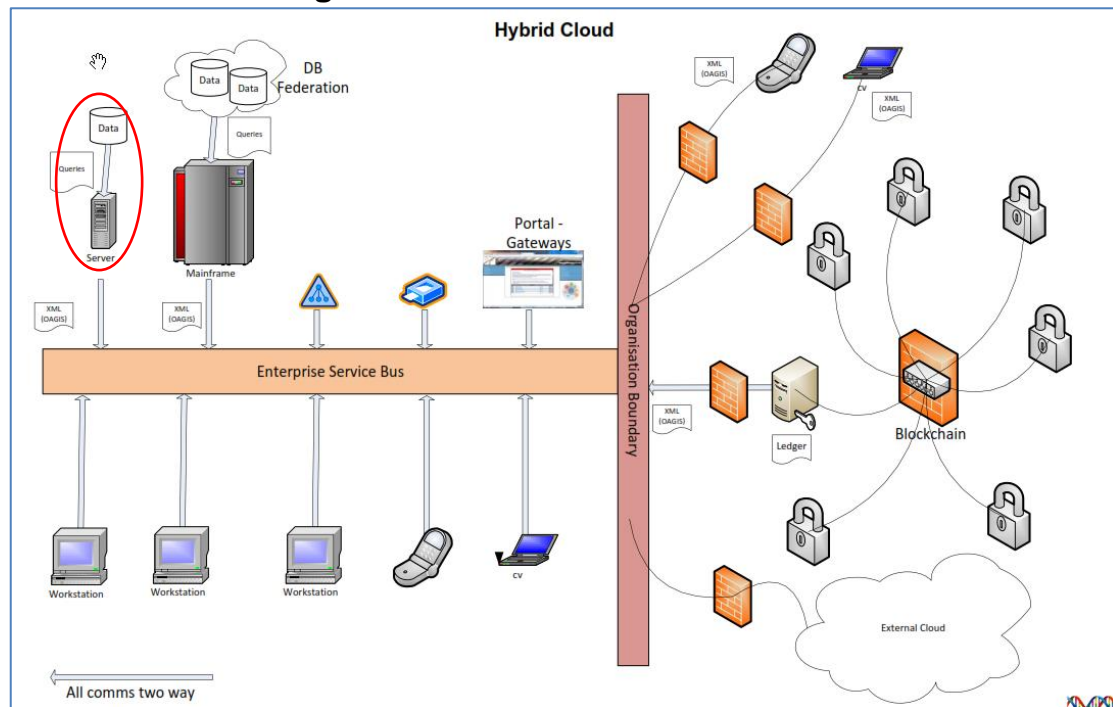 Hybrid Cloud
DB
Federation
Data
Data
Data
Queries
Queries
Server
Mainframe
XML
(OAGIS)
XML
(OAGIS)
Portal -
Gateways
Enterprise Service Bus
Organisation Boundary
XML
(OAGIS)
cv
XML
(OAGIS)
XML
(OAGIS)
Ledger
Blockchain
Workstation
Workstation
Workstation
cv
External Cloud
All comms two way